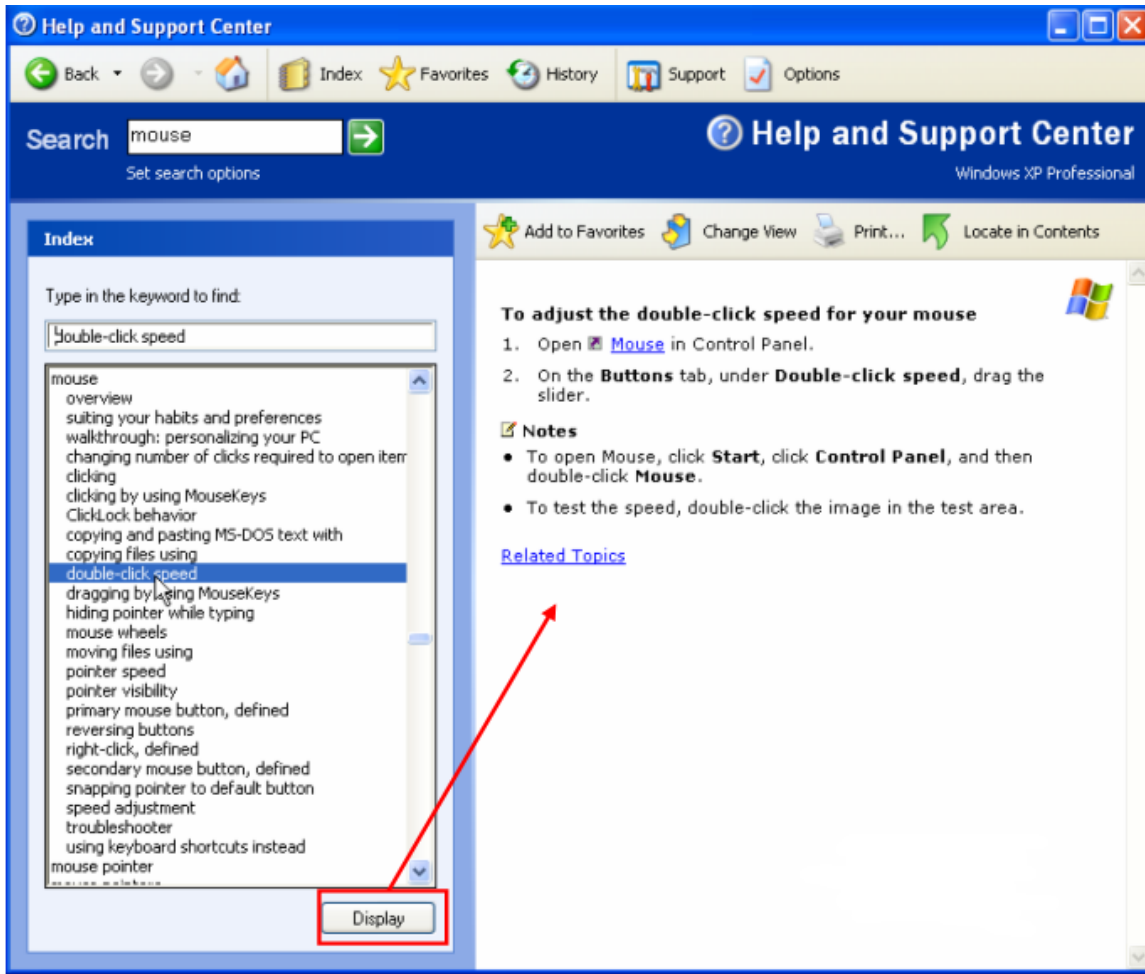 Help and Support Center
Back
Index
Favorites
History
Support
Options
Search
mouse
Set search options
Help and Support Center
Windows XP Professional
Index
Type in the keyword to find:
double-click speed
mouse
overview
suiting your habits and preferences
walkthrough: personalizing your PC
changing number of clicks required to open item
clicking
clicking by using MouseKeys
ClickLock behavior
copying and pasting MS-DOS text with
copying files using
double-click speed
dragging by using MouseKeys
hiding pointer while typing
mouse wheels
moving files using
pointer speed
pointer visibility
primary mouse button, defined
reversing buttons
right-click, defined
secondary mouse button, defined
snapping pointer to default button
speed adjustment
troubleshooter
using keyboard shortcuts instead
mouse pointer
Display
Add to Favorites
Change View
Print...
Locate in Contents
To adjust the double-click speed for your mouse
1. Open Mouse in Control Panel.
2. On the Buttons tab, under Double-click speed, drag the
slider.
Notes
• To open Mouse, click Start, click Control Panel, and then
double-click Mouse.
• To test the speed, double-click the image in the test area.
Related Topics